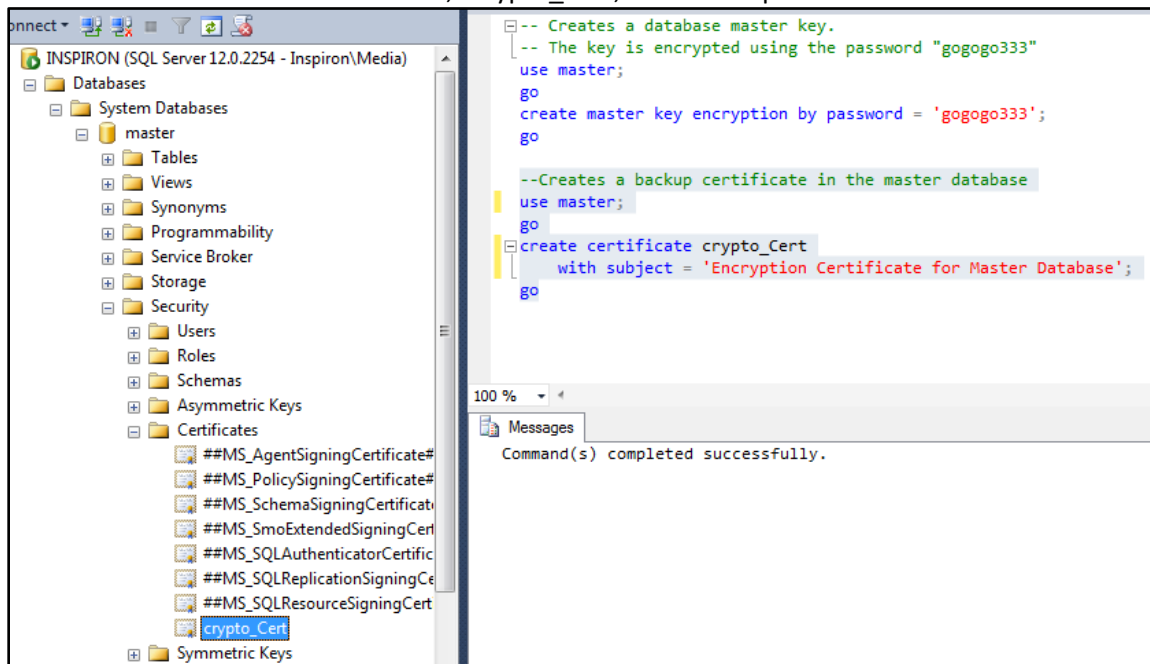 onnect
INSPIRON (SQL Server 12.0.2254 - Inspiron\Media)
Databases
System Databases
master
Tables
Views
Synonyms
Programmability
Service Broker
Storage
Security
Users
Roles
Schemas
Asymmetric Keys
Certificates
##MS_AgentSigningCertificate#
##MS_PolicySigningCertificate#
##MS_SchemaSigningCertificat
##MS_SmoExtendedSigningCert
##MS_SQLAuthenticatorCertific
##MS_SQLReplicationSigningCe
##MS_SQLResourceSigningCert
crypto_Cert
Symmetric Keys
-- Creates a database master key.
-- The key is encrypted using the password "gogogo333"
use master;
go
create master key encryption by password = 'gogogo333';
go
--Creates a backup certificate in the master database
use master;
go
create certificate crypto_Cert
with subject = 'Encryption Certificate for Master Database';
go
100 %
Messages
Command(s) completed successfully.